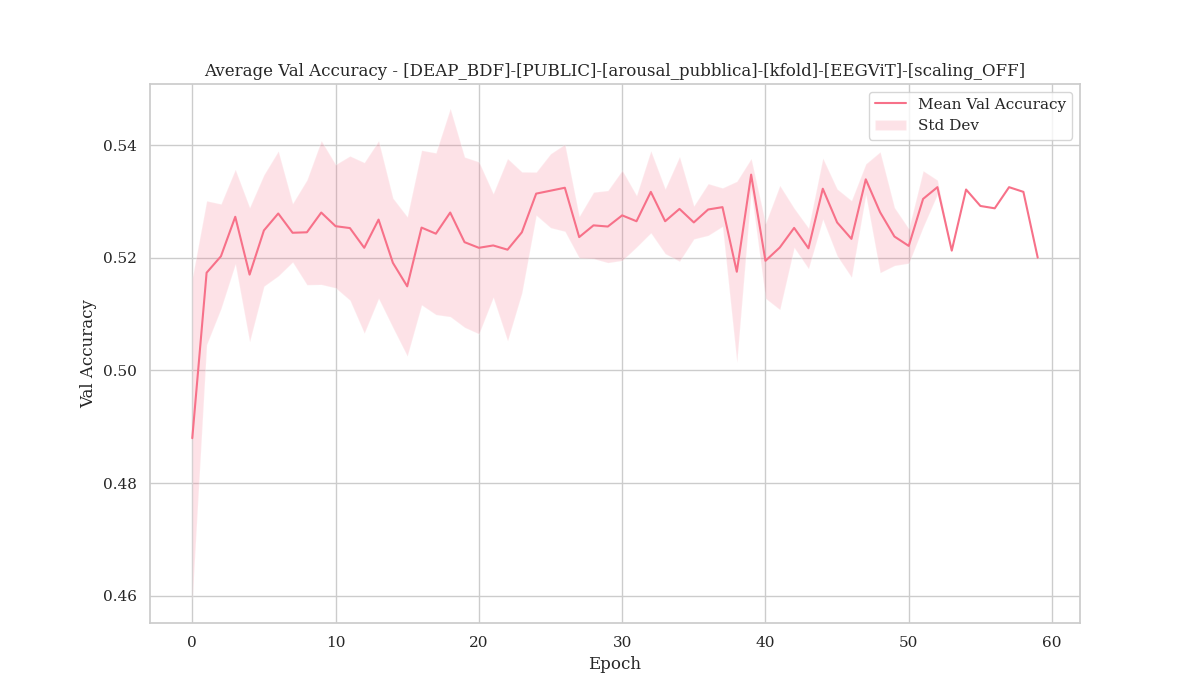 Average Val Accuracy - [DEAP_BDF]-[PUBLIC]-[arousal_pubblica]-[kfold]-[EEGViT]-[scaling_OFF]
Mean Val Accuracy
Std Dev
Val Accuracy
0.54
0.52
0.50
0.48
0.46
0 10 20 30 40 50 60
Epoch